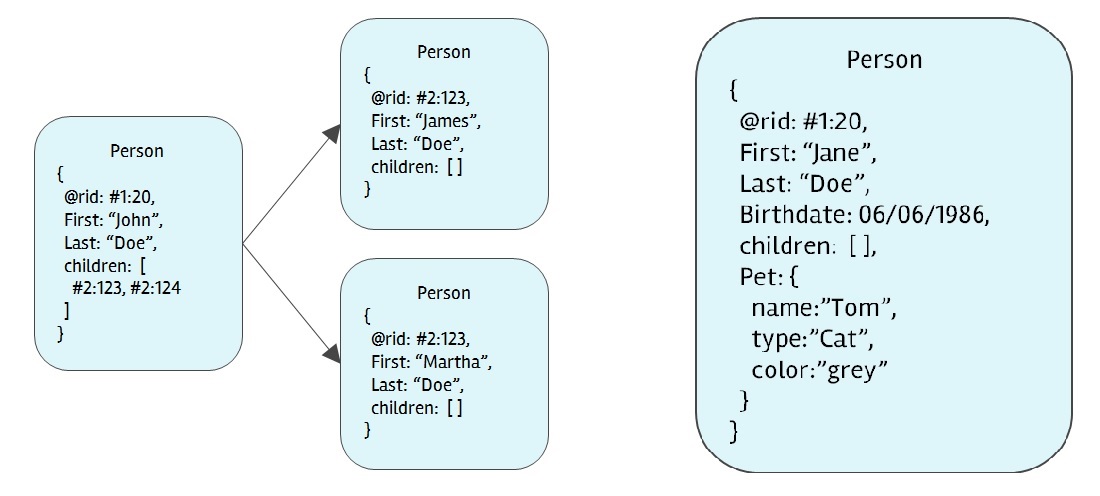 Person
{
@rid: #1:20,
First: “John”,
Last: “Doe”,
children: [
#2:123, #2:124
]
}
Person
{
@rid: #2:123,
First: “James”,
Last: “Doe”,
children: [ ]
}
Person
{
@rid: #2:123,
First: “Martha”,
Last: “Doe”,
children: [ ]
}
Person
{
@rid: #1:20,
First: “Jane”,
Last: “Doe”,
Birthdate: 06/06/1986,
children: [ ],
Pet: {
name:”Tom”,
type:”Cat”,
color:”grey”
}
}